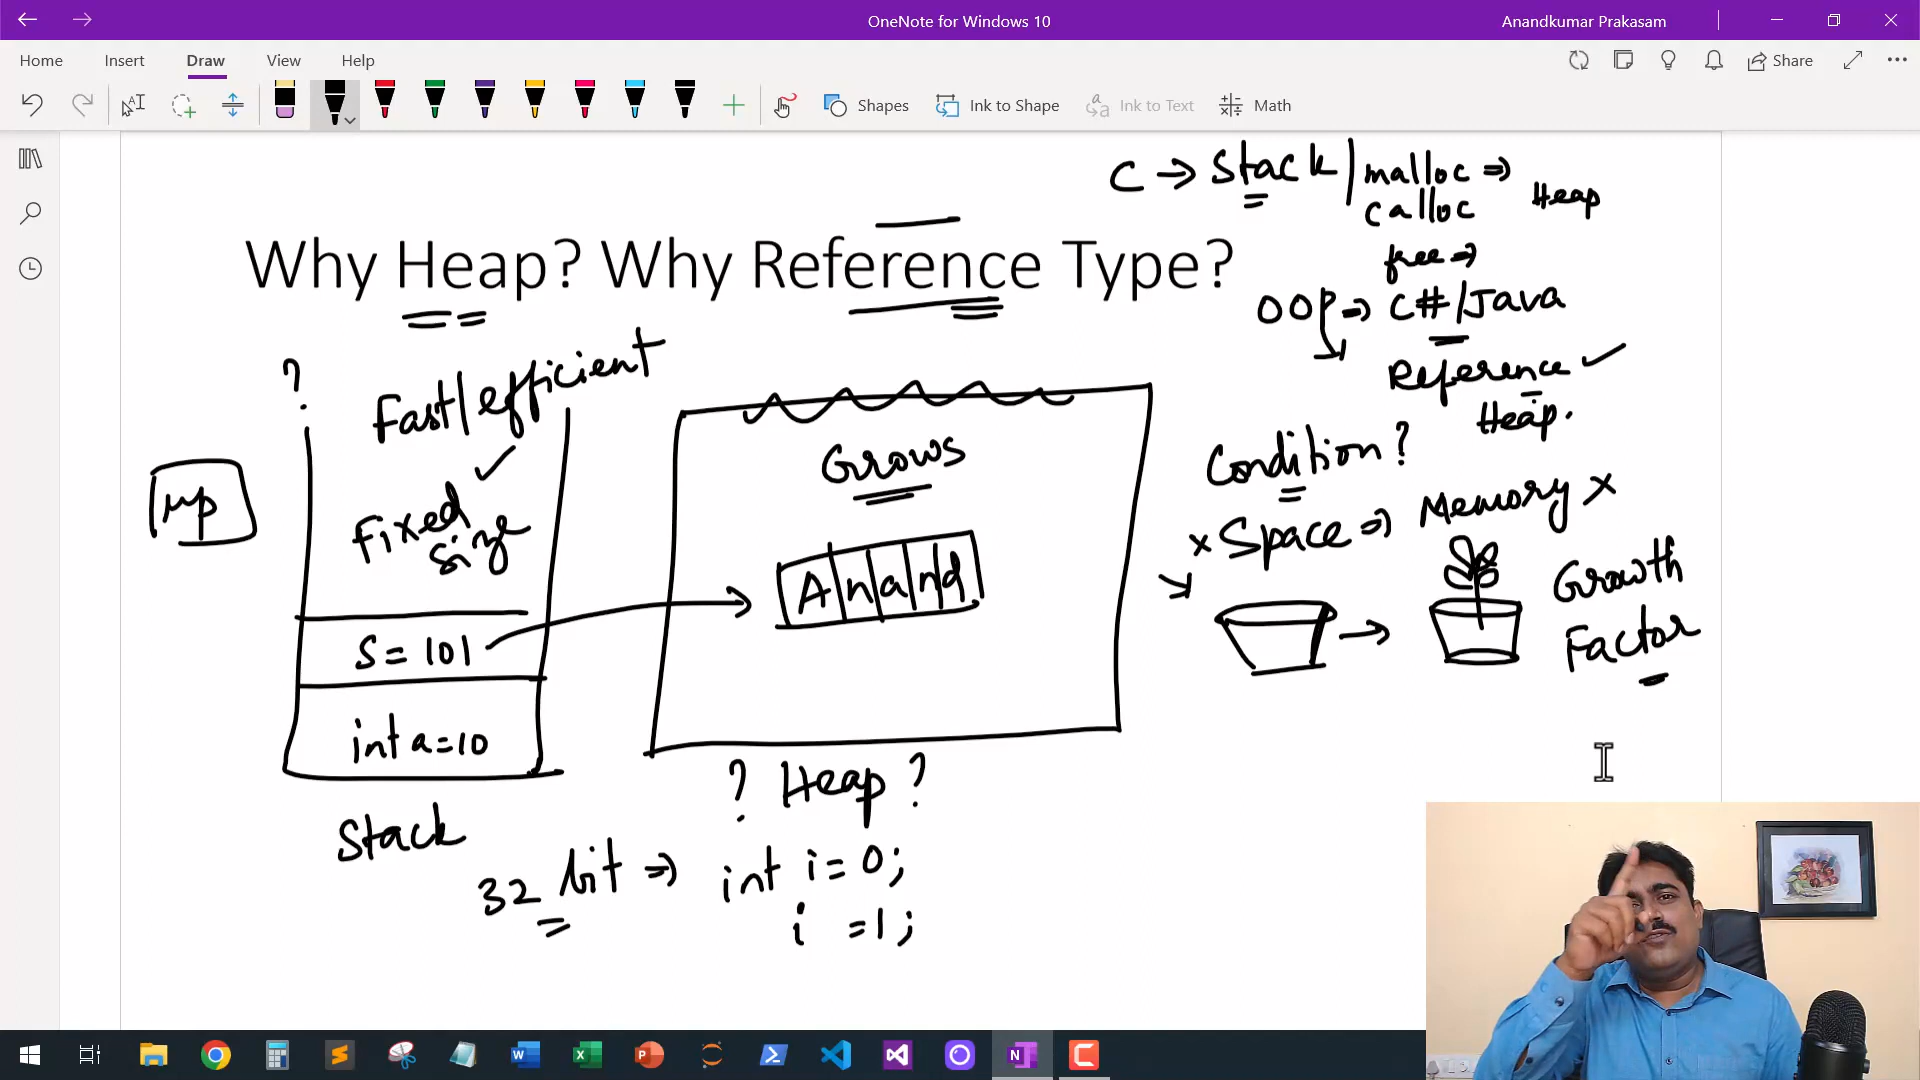 OneNote for Windows 10
Anandkumar Prakasam
Home Insert Draw View Help
Share
Shapes Ink to Shape Ink to Text Math
C → Stack | malloc ⇒ Heap
calloc
free ⇒
Why Heap? Why Reference Type?
OOP ⇒ C#/Java
Reference ✓
Heap.
?
Fast/efficient
Fixed ✓
size
μp
Grows
Condition?
x Space ⇒ Memory x
Growth
Factor
Anand
S = 101
int a=10
Stack
? Heap ?
32 bit ⇒ int i = 0;
i = 1;